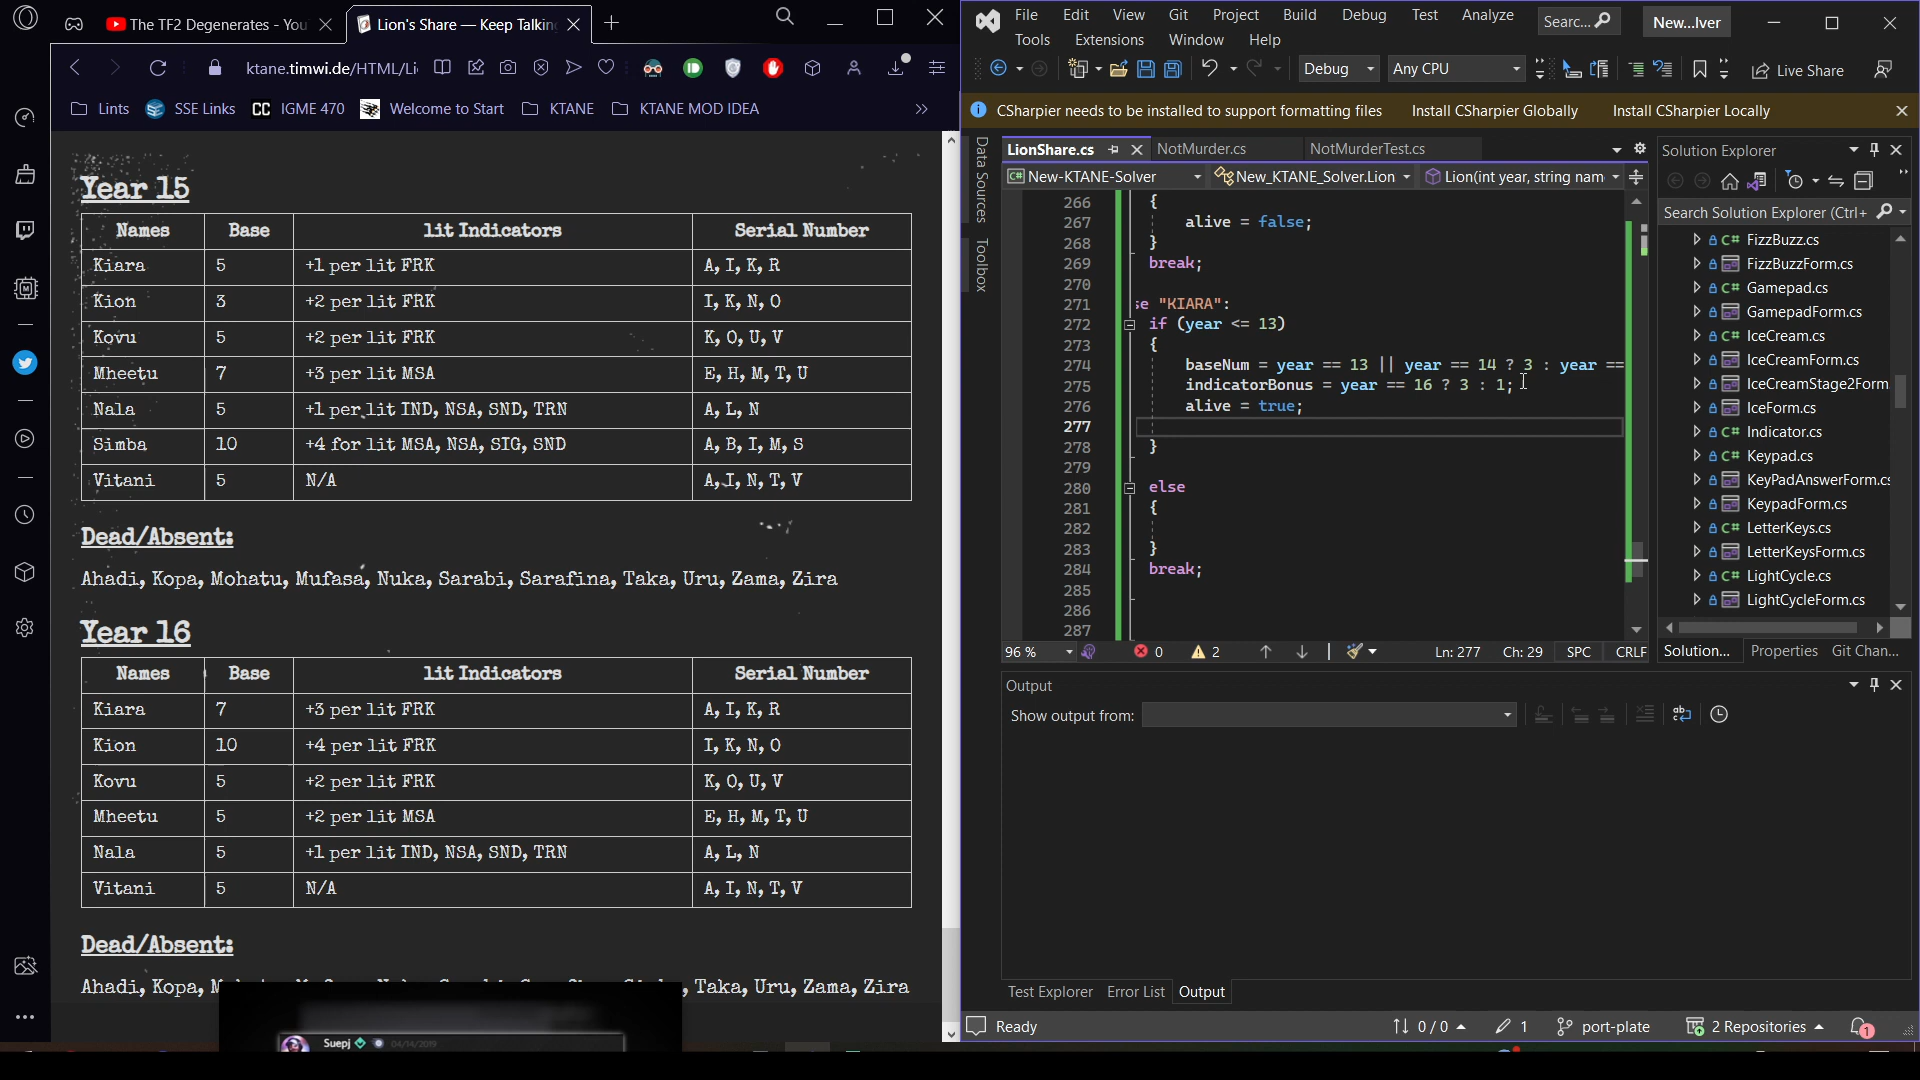 The TF2 Degenerates - You
Lion's Share — Keep Talkin
ktane.timwi.de/HTML/Li
Lints
SSE Links
CC IGME 470
Welcome to Start
KTANE
KTANE MOD IDEA
Year 15
Names Base lit Indicators Serial Number
Kiara 5 +1 per lit FRK A, I, K, R
Kion 3 +2 per lit FRK I, K, N, O
Kovu 5 +2 per lit FRK K, O, U, V
Mheetu 7 +3 per lit MSA E, H, M, T, U
Nala 5 +1 per lit IND, NSA, SND, TRN A, L, N
Simba 10 +4 for lit MSA, NSA, SIG, SND A, B, I, M, S
Vitani 5 N/A A, I, N, T, V
Dead/Absent:
Ahadi, Kopa, Mohatu, Mufasa, Nuka, Sarabi, Sarafina, Taka, Uru, Zama, Zira
Year 16
Names Base lit Indicators Serial Number
Kiara 7 +3 per lit FRK A, I, K, R
Kion 10 +4 per lit FRK I, K, N, O
Kovu 5 +2 per lit FRK K, O, U, V
Mheetu 5 +2 per lit MSA E, H, M, T, U
Nala 5 +1 per lit IND, NSA, SND, TRN A, L, N
Vitani 5 N/A A, I, N, T, V
Dead/Absent:
Ahadi, Kopa, Taka, Uru, Zama, Zira
Suepj 04/14/2019
File Edit View Git Project Build Debug Test Analyze
Tools Extensions Window Help
Searc...
New...lver
Debug
Any CPU
Live Share
CSharpier needs to be installed to support formatting files Install CSharpier Globally Install CSharpier Locally
Data Sources
Toolbox
LionShare.cs
NotMurder.cs
NotMurderTest.cs
New-KTANE-Solver
New_KTANE_Solver.Lion
Lion(int year, string nam
266 {
267 alive = false;
268 }
269 break;
270
271 se "KIARA":
272 if (year <= 13)
273 {
274 baseNum = year == 13 || year == 14 ? 3 : year ==
275 indicatorBonus = year == 16 ? 3 : 1;
276 alive = true;
277
278 }
279
280 else
281 {
282
283 }
284 break;
285
286
287
96 %
0
2
Ln: 277 Ch: 29 SPC CRLF
Solution Explorer
Search Solution Explorer (Ctrl+
C# FizzBuzz.cs
FizzBuzzForm.cs
C# Gamepad.cs
GamepadForm.cs
C# IceCream.cs
IceCreamForm.cs
IceCreamStage2Form
IceForm.cs
C# Indicator.cs
C# Keypad.cs
KeyPadAnswerForm.cs
KeypadForm.cs
C# LetterKeys.cs
LetterKeysForm.cs
C# LightCycle.cs
LightCycleForm.cs
Solution... Properties Git Chan...
Output
Show output from:
Test Explorer Error List Output
Ready
0 / 0
1
port-plate
2 Repositories
1